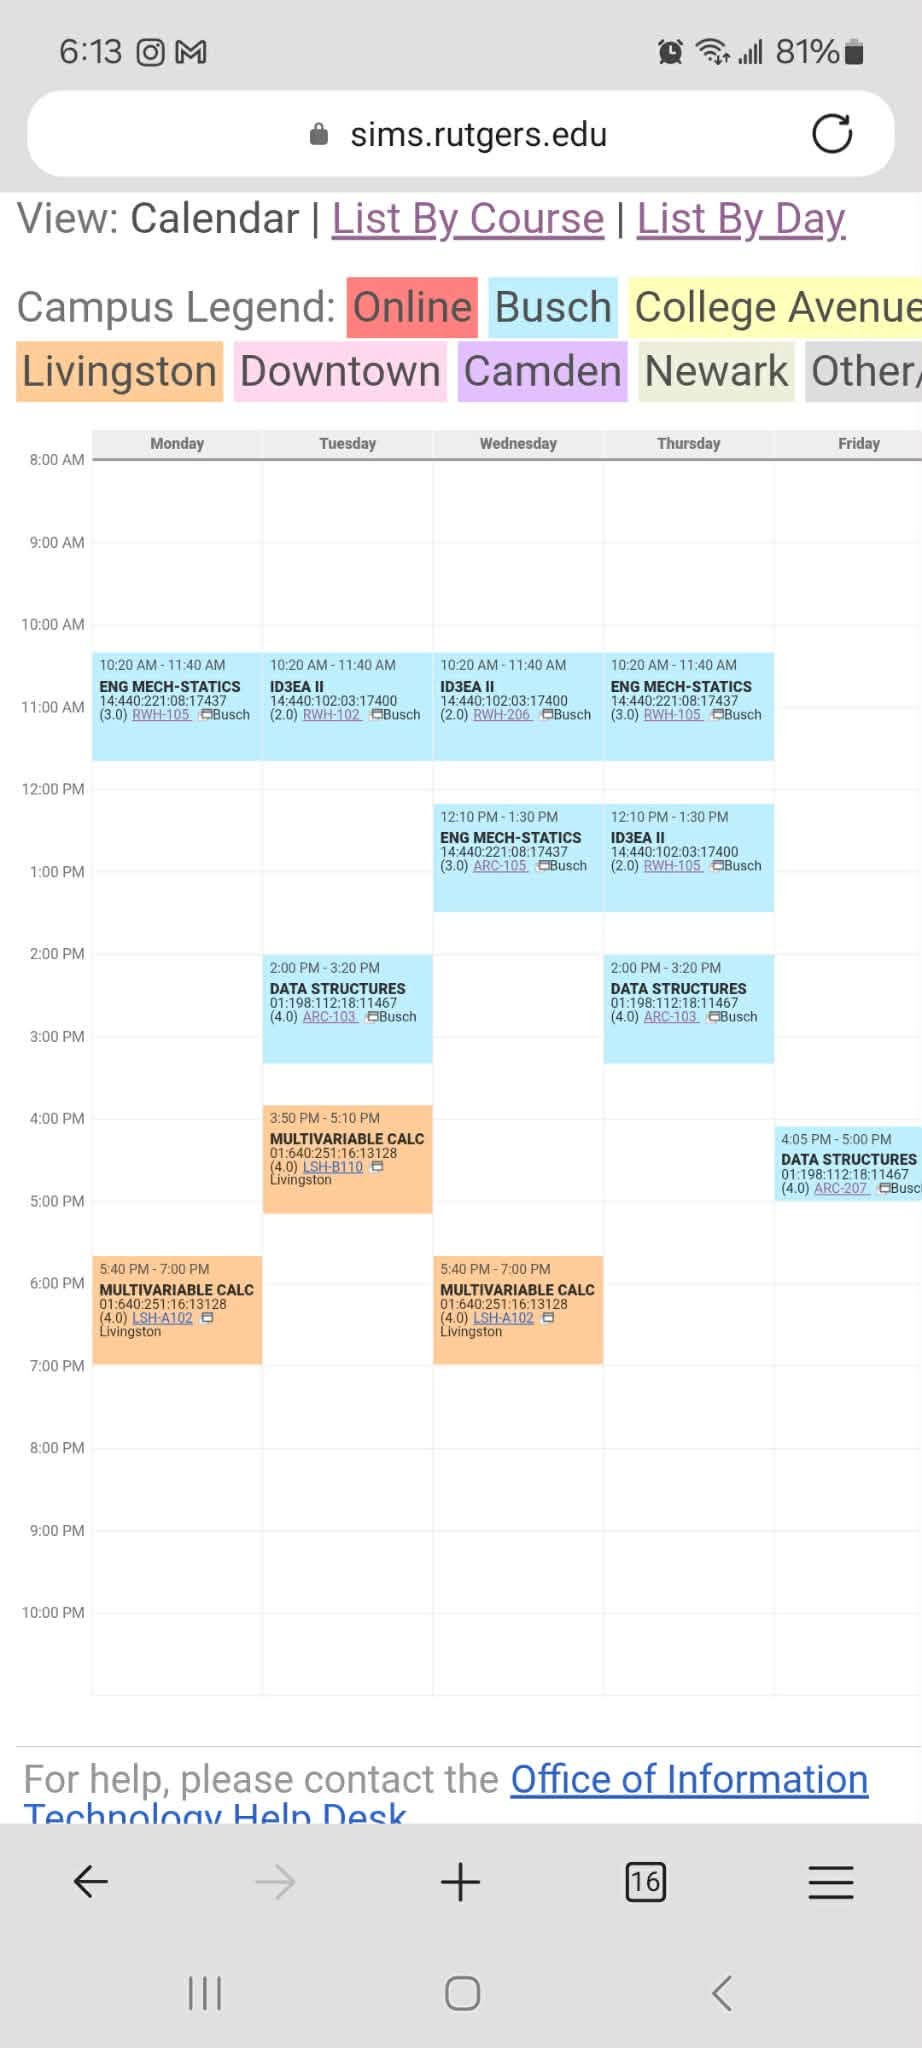 6:13
81%
sims.rutgers.edu
View: Calendar | List By Course | List By Day
Campus Legend: Online Busch College Avenue
Livingston Downtown Camden Newark Other/
Monday Tuesday Wednesday Thursday Friday
8:00 AM
9:00 AM
10:00 AM
10:20 AM - 11:40 AM
ENG MECH-STATICS
14:440:221:08:17437
(3.0) RWH-105 Busch
10:20 AM - 11:40 AM
ID3EA II
14:440:102:03:17400
(2.0) RWH-102 Busch
10:20 AM - 11:40 AM
ID3EA II
14:440:102:03:17400
(2.0) RWH-206 Busch
10:20 AM - 11:40 AM
ENG MECH-STATICS
14:440:221:08:17437
(3.0) RWH-105 Busch
11:00 AM
12:00 PM
12:10 PM - 1:30 PM
ENG MECH-STATICS
14:440:221:08:17437
(3.0) ARC-105 Busch
12:10 PM - 1:30 PM
ID3EA II
14:440:102:03:17400
(2.0) RWH-105 Busch
1:00 PM
2:00 PM
2:00 PM - 3:20 PM
DATA STRUCTURES
01:198:112:18:11467
(4.0) ARC-103 Busch
2:00 PM - 3:20 PM
DATA STRUCTURES
01:198:112:18:11467
(4.0) ARC-103 Busch
3:00 PM
3:50 PM - 5:10 PM
MULTIVARIABLE CALC
01:640:251:16:13128
(4.0) LSH-B110
Livingston
4:00 PM
4:05 PM - 5:00 PM
DATA STRUCTURES
01:198:112:18:11467
(4.0) ARC-207 Busc
5:00 PM
5:40 PM - 7:00 PM
MULTIVARIABLE CALC
01:640:251:16:13128
(4.0) LSH-A102
Livingston
5:40 PM - 7:00 PM
MULTIVARIABLE CALC
01:640:251:16:13128
(4.0) LSH-A102
Livingston
6:00 PM
7:00 PM
8:00 PM
9:00 PM
10:00 PM
For help, please contact the Office of Information
Technology Help Desk
16